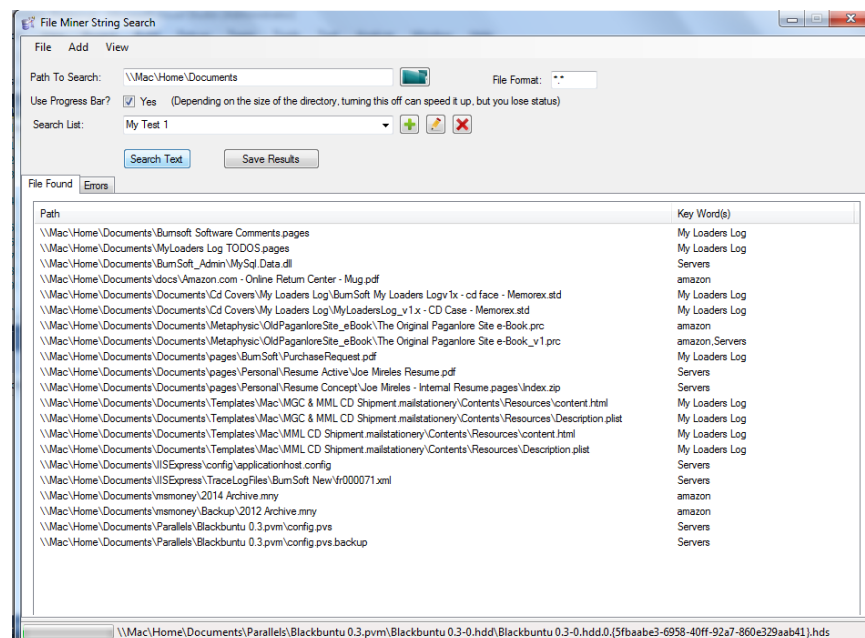 File Miner String Search
File Add View
Path To Search: \\Mac\Home\Documents File Format: *.*
Use Progress Bar? Yes (Depending on the size of the directory, turning this off can speed it up, but you lose status)
Search List: My Test 1
Search Text Save Results
File Found Errors
Path Key Word(s)
\\Mac\Home\Documents\Burnsoft Software Comments.pages My Loaders Log
\\Mac\Home\Documents\MyLoaders Log TODOS.pages My Loaders Log
\\Mac\Home\Documents\BurnSoft_Admin\MySql.Data.dll Servers
\\Mac\Home\Documents\docs\Amazon.com - Online Return Center - Mug.pdf amazon
\\Mac\Home\Documents\Documents\Cd Covers\My Loaders Log\BurnSoft My Loaders Logv1x - cd face - Memorex.std My Loaders Log
\\Mac\Home\Documents\Documents\Cd Covers\My Loaders Log\MyLoadersLog_v1.x - CD Case - Memorex.std My Loaders Log
\\Mac\Home\Documents\Documents\Metaphysic\OldPaganloreSite_eBook\The Original Paganlore Site e-Book.prc amazon
\\Mac\Home\Documents\Documents\Metaphysic\OldPaganloreSite_eBook\The Original Paganlore Site e-Book_v1.prc amazon,Servers
\\Mac\Home\Documents\Documents\pages\BurnSoft\PurchaseRequest.pdf My Loaders Log
\\Mac\Home\Documents\Documents\pages\Personal\Resume Active\Joe Mireles Resume.pdf Servers
\\Mac\Home\Documents\Documents\pages\Personal\Resume Concept\Joe Mireles - Internal Resume.pages\Index.zip Servers
\\Mac\Home\Documents\Documents\Templates\Mac\MGC & MML CD Shipment.mailstationery\Contents\Resources\content.html My Loaders Log
\\Mac\Home\Documents\Documents\Templates\Mac\MGC & MML CD Shipment.mailstationery\Contents\Resources\Description.plist My Loaders Log
\\Mac\Home\Documents\Documents\Templates\Mac\MML CD Shipment.mailstationery\Contents\Resources\content.html My Loaders Log
\\Mac\Home\Documents\Documents\Templates\Mac\MML CD Shipment.mailstationery\Contents\Resources\Description.plist My Loaders Log
\\Mac\Home\Documents\IISExpress\config\applicationhost.config Servers
\\Mac\Home\Documents\IISExpress\TraceLogFiles\BurnSoft New\fr000071.xml Servers
\\Mac\Home\Documents\msmoney\2014 Archive.mny amazon
\\Mac\Home\Documents\msmoney\Backup\2012 Archive.mny amazon
\\Mac\Home\Documents\Parallels\Blackbuntu 0.3.pvm\config.pvs Servers
\\Mac\Home\Documents\Parallels\Blackbuntu 0.3.pvm\config.pvs.backup Servers
\\Mac\Home\Documents\Parallels\Blackbuntu 0.3.pvm\Blackbuntu 0.3-0.hdd\Blackbuntu 0.3-0.hdd.0.{5fbaabe3-6958-40ff-92a7-860e329aab41}.hds